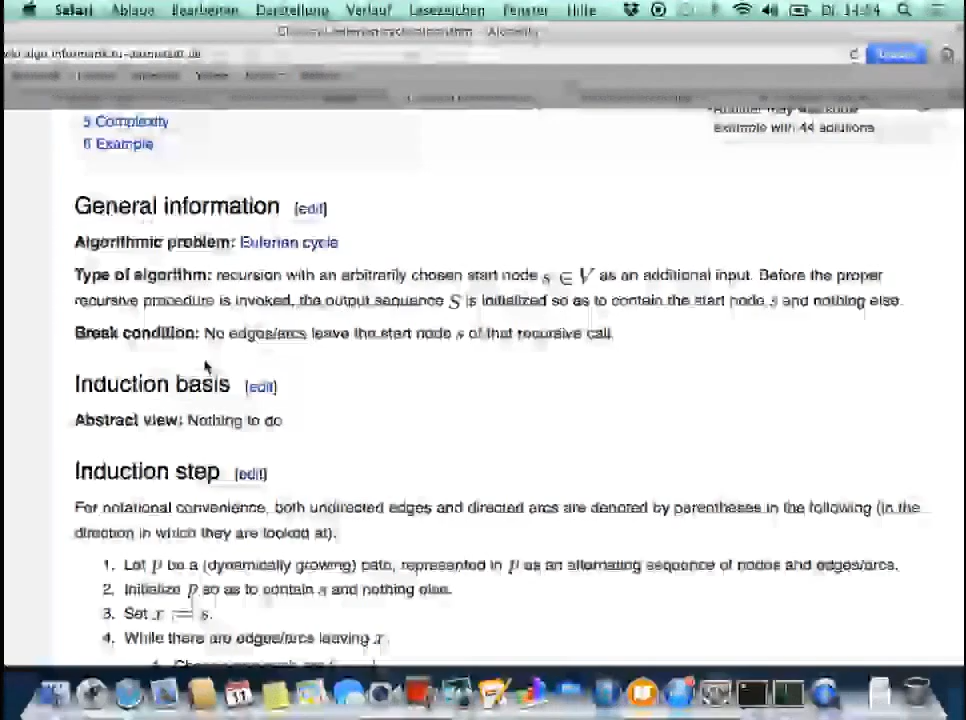 Safari Ablage Bearbeiten Darstellung Verlauf Lesezeichen Fenster Hilfe Di. 14:54
5 Complexity
6 Example
Example with 44 solutions
General information [edit]
Algorithmic problem: Eulerian cycle
Type of algorithm: recursion with an arbitrarily chosen start node s ∈ V as an additional input. Before the proper
recursive procedure is invoked, the output sequence S is initialized so as to contain the start node s and nothing else.
Break condition: No edges/arcs leave the start node s of that recursive call.
Induction basis [edit]
Abstract view: Nothing to do
Induction step [edit]
For notational convenience, both undirected edges and directed arcs are denoted by parentheses in the following (in the
direction in which they are looked at).
1. Let p be a (dynamically growing) path, represented in p as an alternating sequence of nodes and edges/arcs.
2. Initialize p so as to contain s and nothing else.
3. Set x := s.
4. While there are edges/arcs leaving x
31